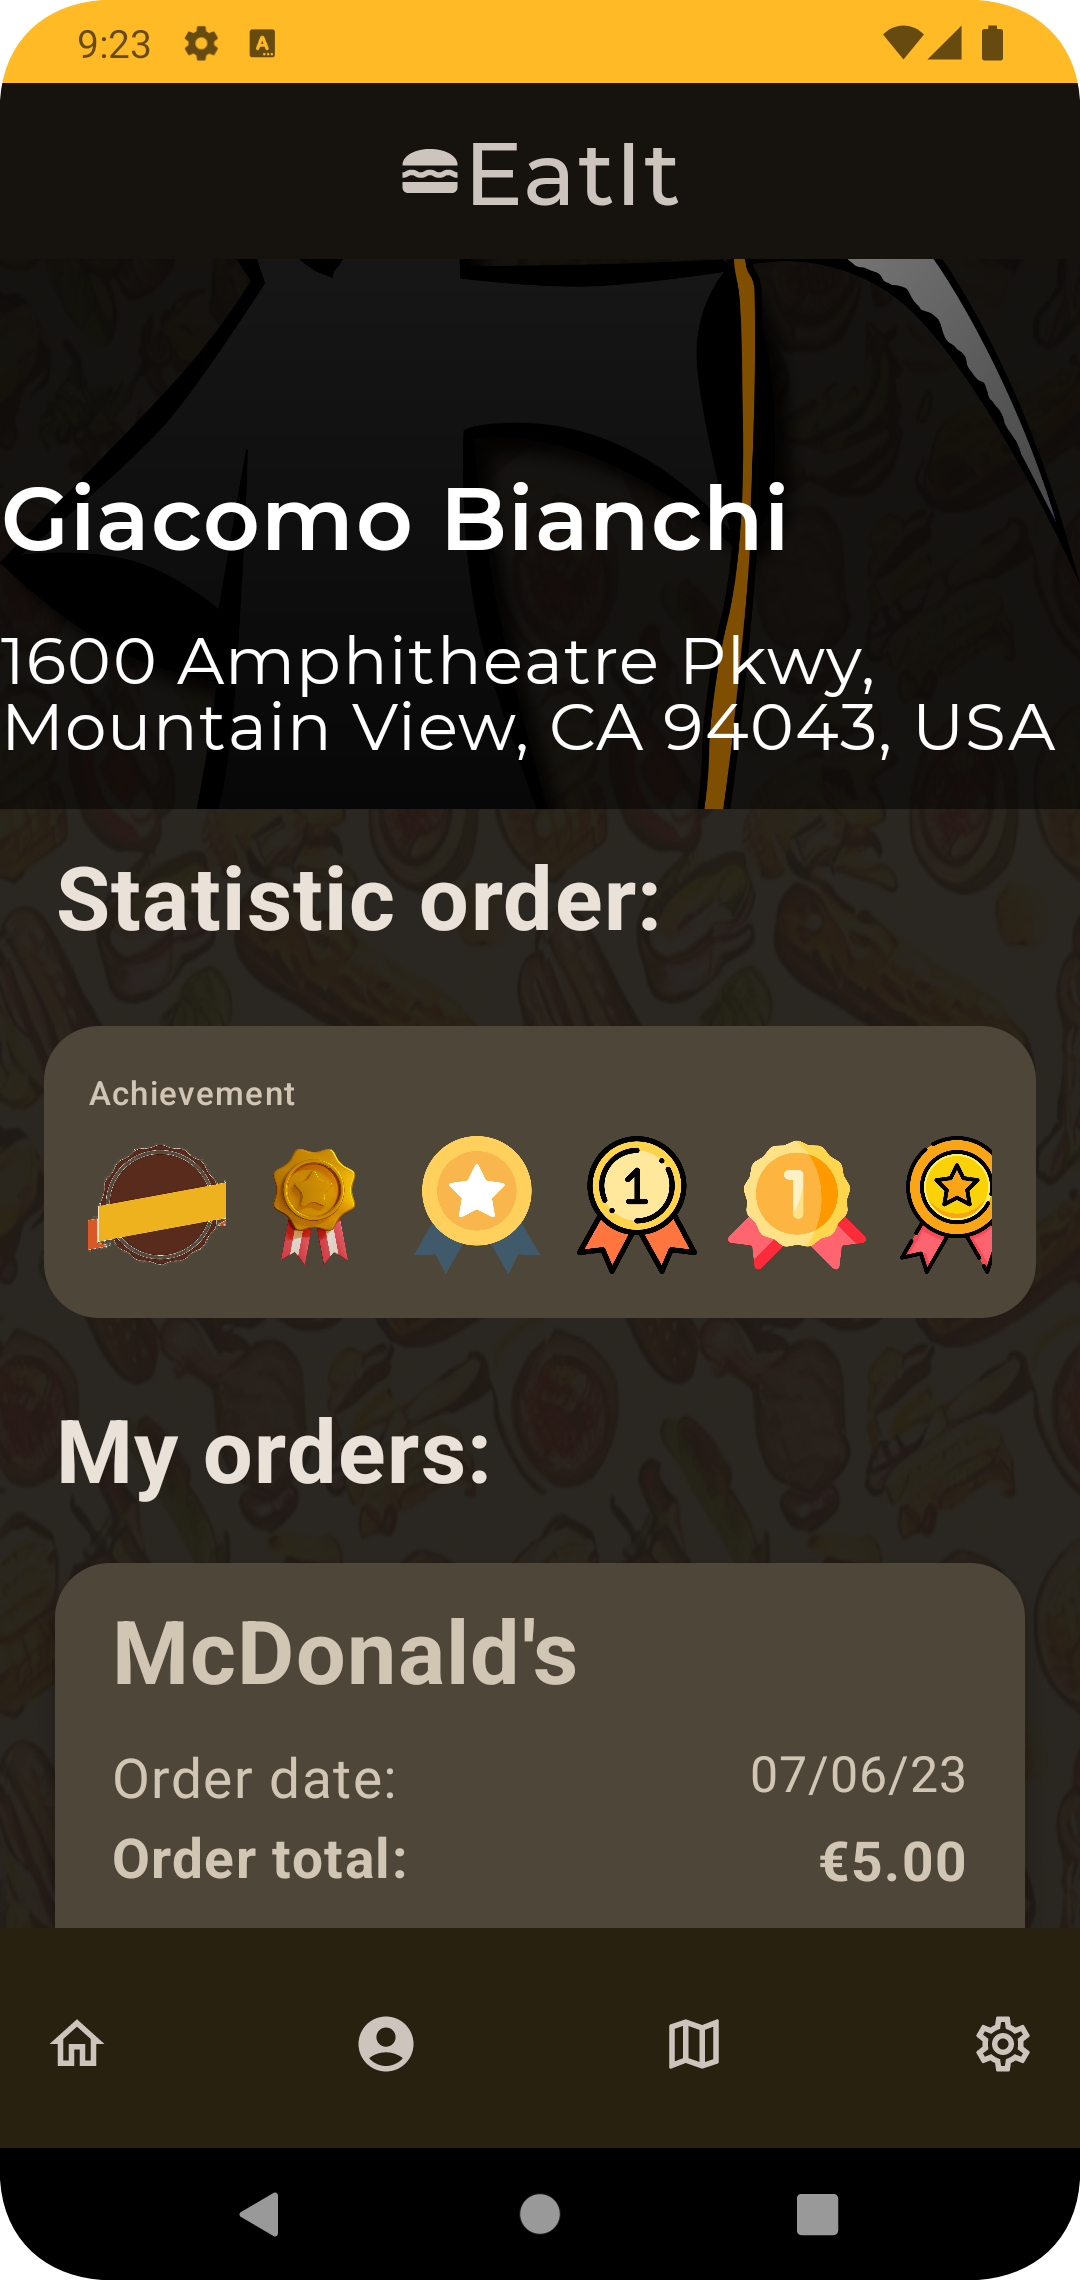 9:23
EatIt
Giacomo Bianchi
1600 Amphitheatre Pkwy,
Mountain View, CA 94043, USA
Statistic order:
Achievement
1
1
My orders:
McDonald's
Order date: 07/06/23
Order total: €5.00